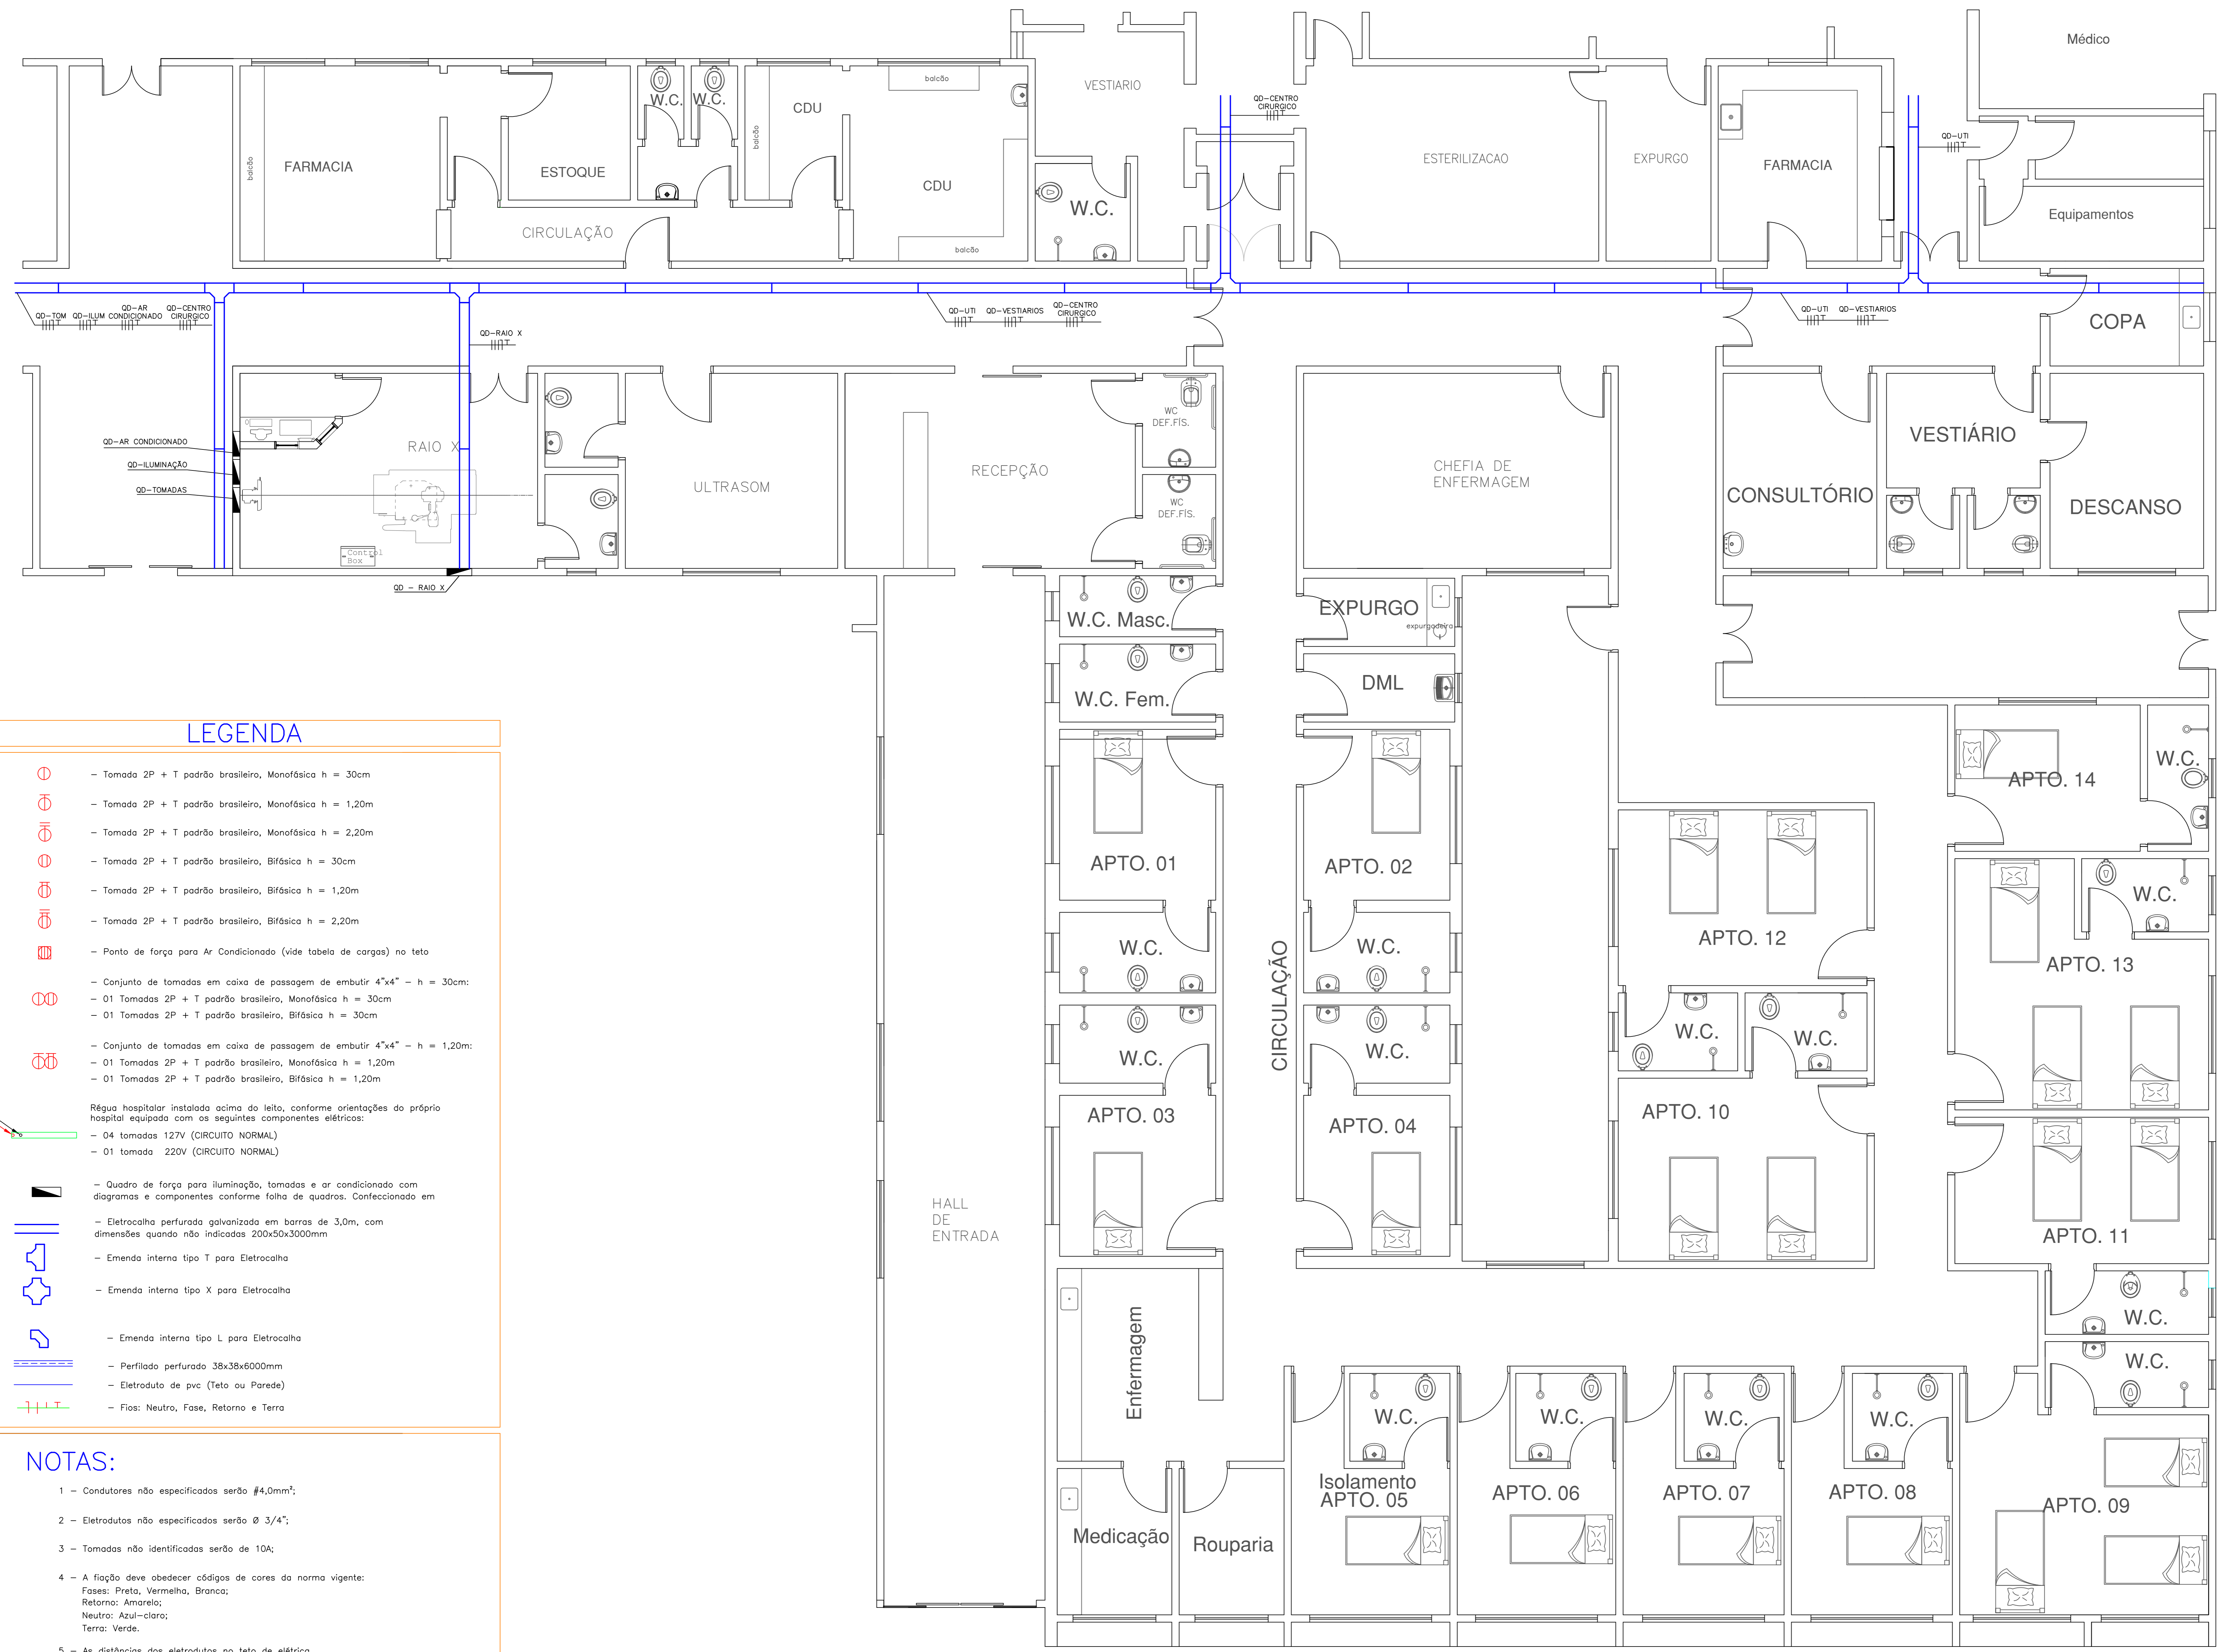 Médico
balcão
W.C.
W.C.
CDU
VESTIARIO
QD-CENTRO
CIRURGICO
QD-UTI
balcão
FARMACIA
ESTOQUE
balcão
CDU
ESTERILIZACAO
EXPURGO
FARMACIA
W.C.
Equipamentos
CIRCULAÇÃO
balcão
QD-TOM
QD-ILUM
QD-AR
CONDICIONADO
QD-CENTRO
CIRURGICO
QD-RAIO X
QD-UTI
QD-VESTIARIOS
QD-CENTRO
CIRURGICO
QD-UTI
QD-VESTIARIOS
COPA
QD-AR CONDICIONADO
QD-ILUMINAÇÃO
QD-TOMADAS
RAIO X
Control
Box
QD - RAIO X
ULTRASOM
RECEPÇÃO
WC
DEF.FÍS.
WC
DEF.FÍS.
CHEFIA DE
ENFERMAGEM
CONSULTÓRIO
VESTIÁRIO
DESCANSO
W.C. Masc.
EXPURGO
expurgadeira
W.C. Fem.
DML
APTO. 01
APTO. 02
W.C.
W.C.
CIRCULAÇÃO
W.C.
W.C.
APTO. 03
APTO. 04
HALL
DE
ENTRADA
APTO. 14
W.C.
W.C.
APTO. 12
APTO. 13
W.C.
W.C.
APTO. 10
APTO. 11
W.C.
W.C.
Enfermagem
Medicação
Rouparia
W.C.
Isolamento
APTO. 05
W.C.
APTO. 06
W.C.
APTO. 07
W.C.
APTO. 08
APTO. 09
LEGENDA
- Tomada 2P + T padrão brasileiro, Monofásica h = 30cm
- Tomada 2P + T padrão brasileiro, Monofásica h = 1,20m
- Tomada 2P + T padrão brasileiro, Monofásica h = 2,20m
- Tomada 2P + T padrão brasileiro, Bifásica h = 30cm
- Tomada 2P + T padrão brasileiro, Bifásica h = 1,20m
- Tomada 2P + T padrão brasileiro, Bifásica h = 2,20m
- Ponto de força para Ar Condicionado (vide tabela de cargas) no teto
- Conjunto de tomadas em caixa de passagem de embutir 4"x4" - h = 30cm:
- 01 Tomadas 2P + T padrão brasileiro, Monofásica h = 30cm
- 01 Tomadas 2P + T padrão brasileiro, Bifásica h = 30cm
- Conjunto de tomadas em caixa de passagem de embutir 4"x4" - h = 1,20m:
- 01 Tomadas 2P + T padrão brasileiro, Monofásica h = 1,20m
- 01 Tomadas 2P + T padrão brasileiro, Bifásica h = 1,20m
Régua hospitalar instalada acima do leito, conforme orientações do próprio
hospital equipada com os seguintes componentes elétricos:
- 04 tomadas 127V (CIRCUITO NORMAL)
- 01 tomada 220V (CIRCUITO NORMAL)
- Quadro de força para iluminação, tomadas e ar condicionado com
diagramas e componentes conforme folha de quadros. Confeccionado em
- Eletrocalha perfurada galvanizada em barras de 3,0m, com
dimensões quando não indicadas 200x50x3000mm
- Emenda interna tipo T para Eletrocalha
- Emenda interna tipo X para Eletrocalha
- Emenda interna tipo L para Eletrocalha
- Perfilado perfurado 38x38x6000mm
- Eletroduto de pvc (Teto ou Parede)
- Fios: Neutro, Fase, Retorno e Terra
NOTAS:
1 - Condutores não especificados serão #4,0mm²;
2 - Eletrodutos não especificados serão Ø 3/4";
3 - Tomadas não identificadas serão de 10A;
4 - A fiação deve obedecer códigos de cores da norma vigente:
Fases: Preta, Vermelha, Branca;
Retorno: Amarelo;
Neutro: Azul-claro;
Terra: Verde.
5 - As distâncias dos eletrodutos no teto de elétrica